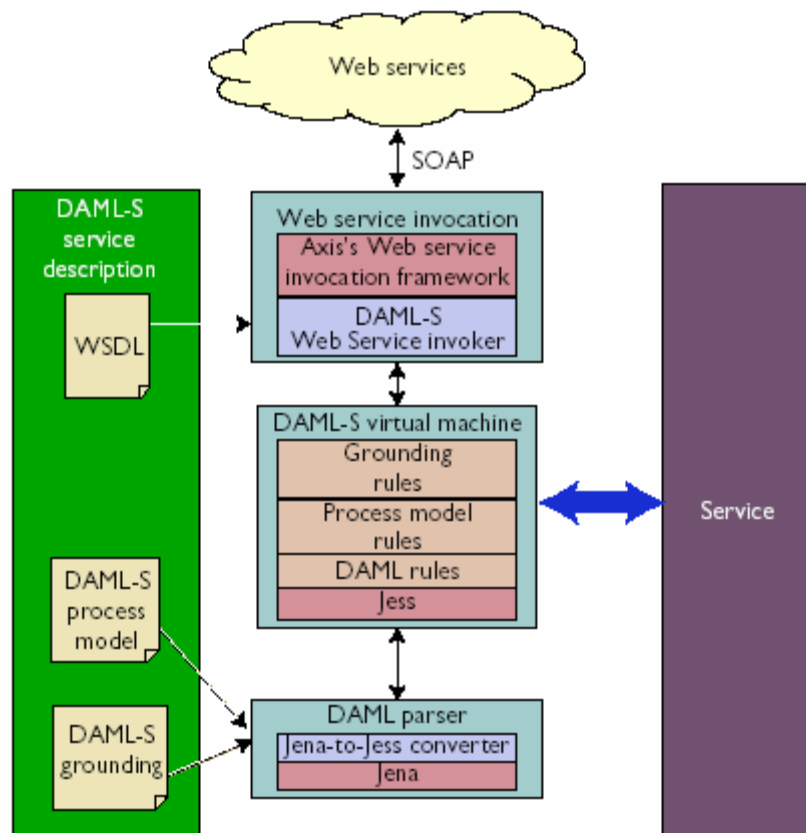 Web services
SOAP
DAML-S
service
description
WSDL
DAML-S
process
model
DAML-S
grounding
Web service invocation
Axis's Web service
invocation framework
DAML-S
Web Service invoker
DAML-S virtual machine
Grounding
rules
Process model
rules
DAML rules
Jess
DAML parser
Jena-to-Jess converter
Jena
Service